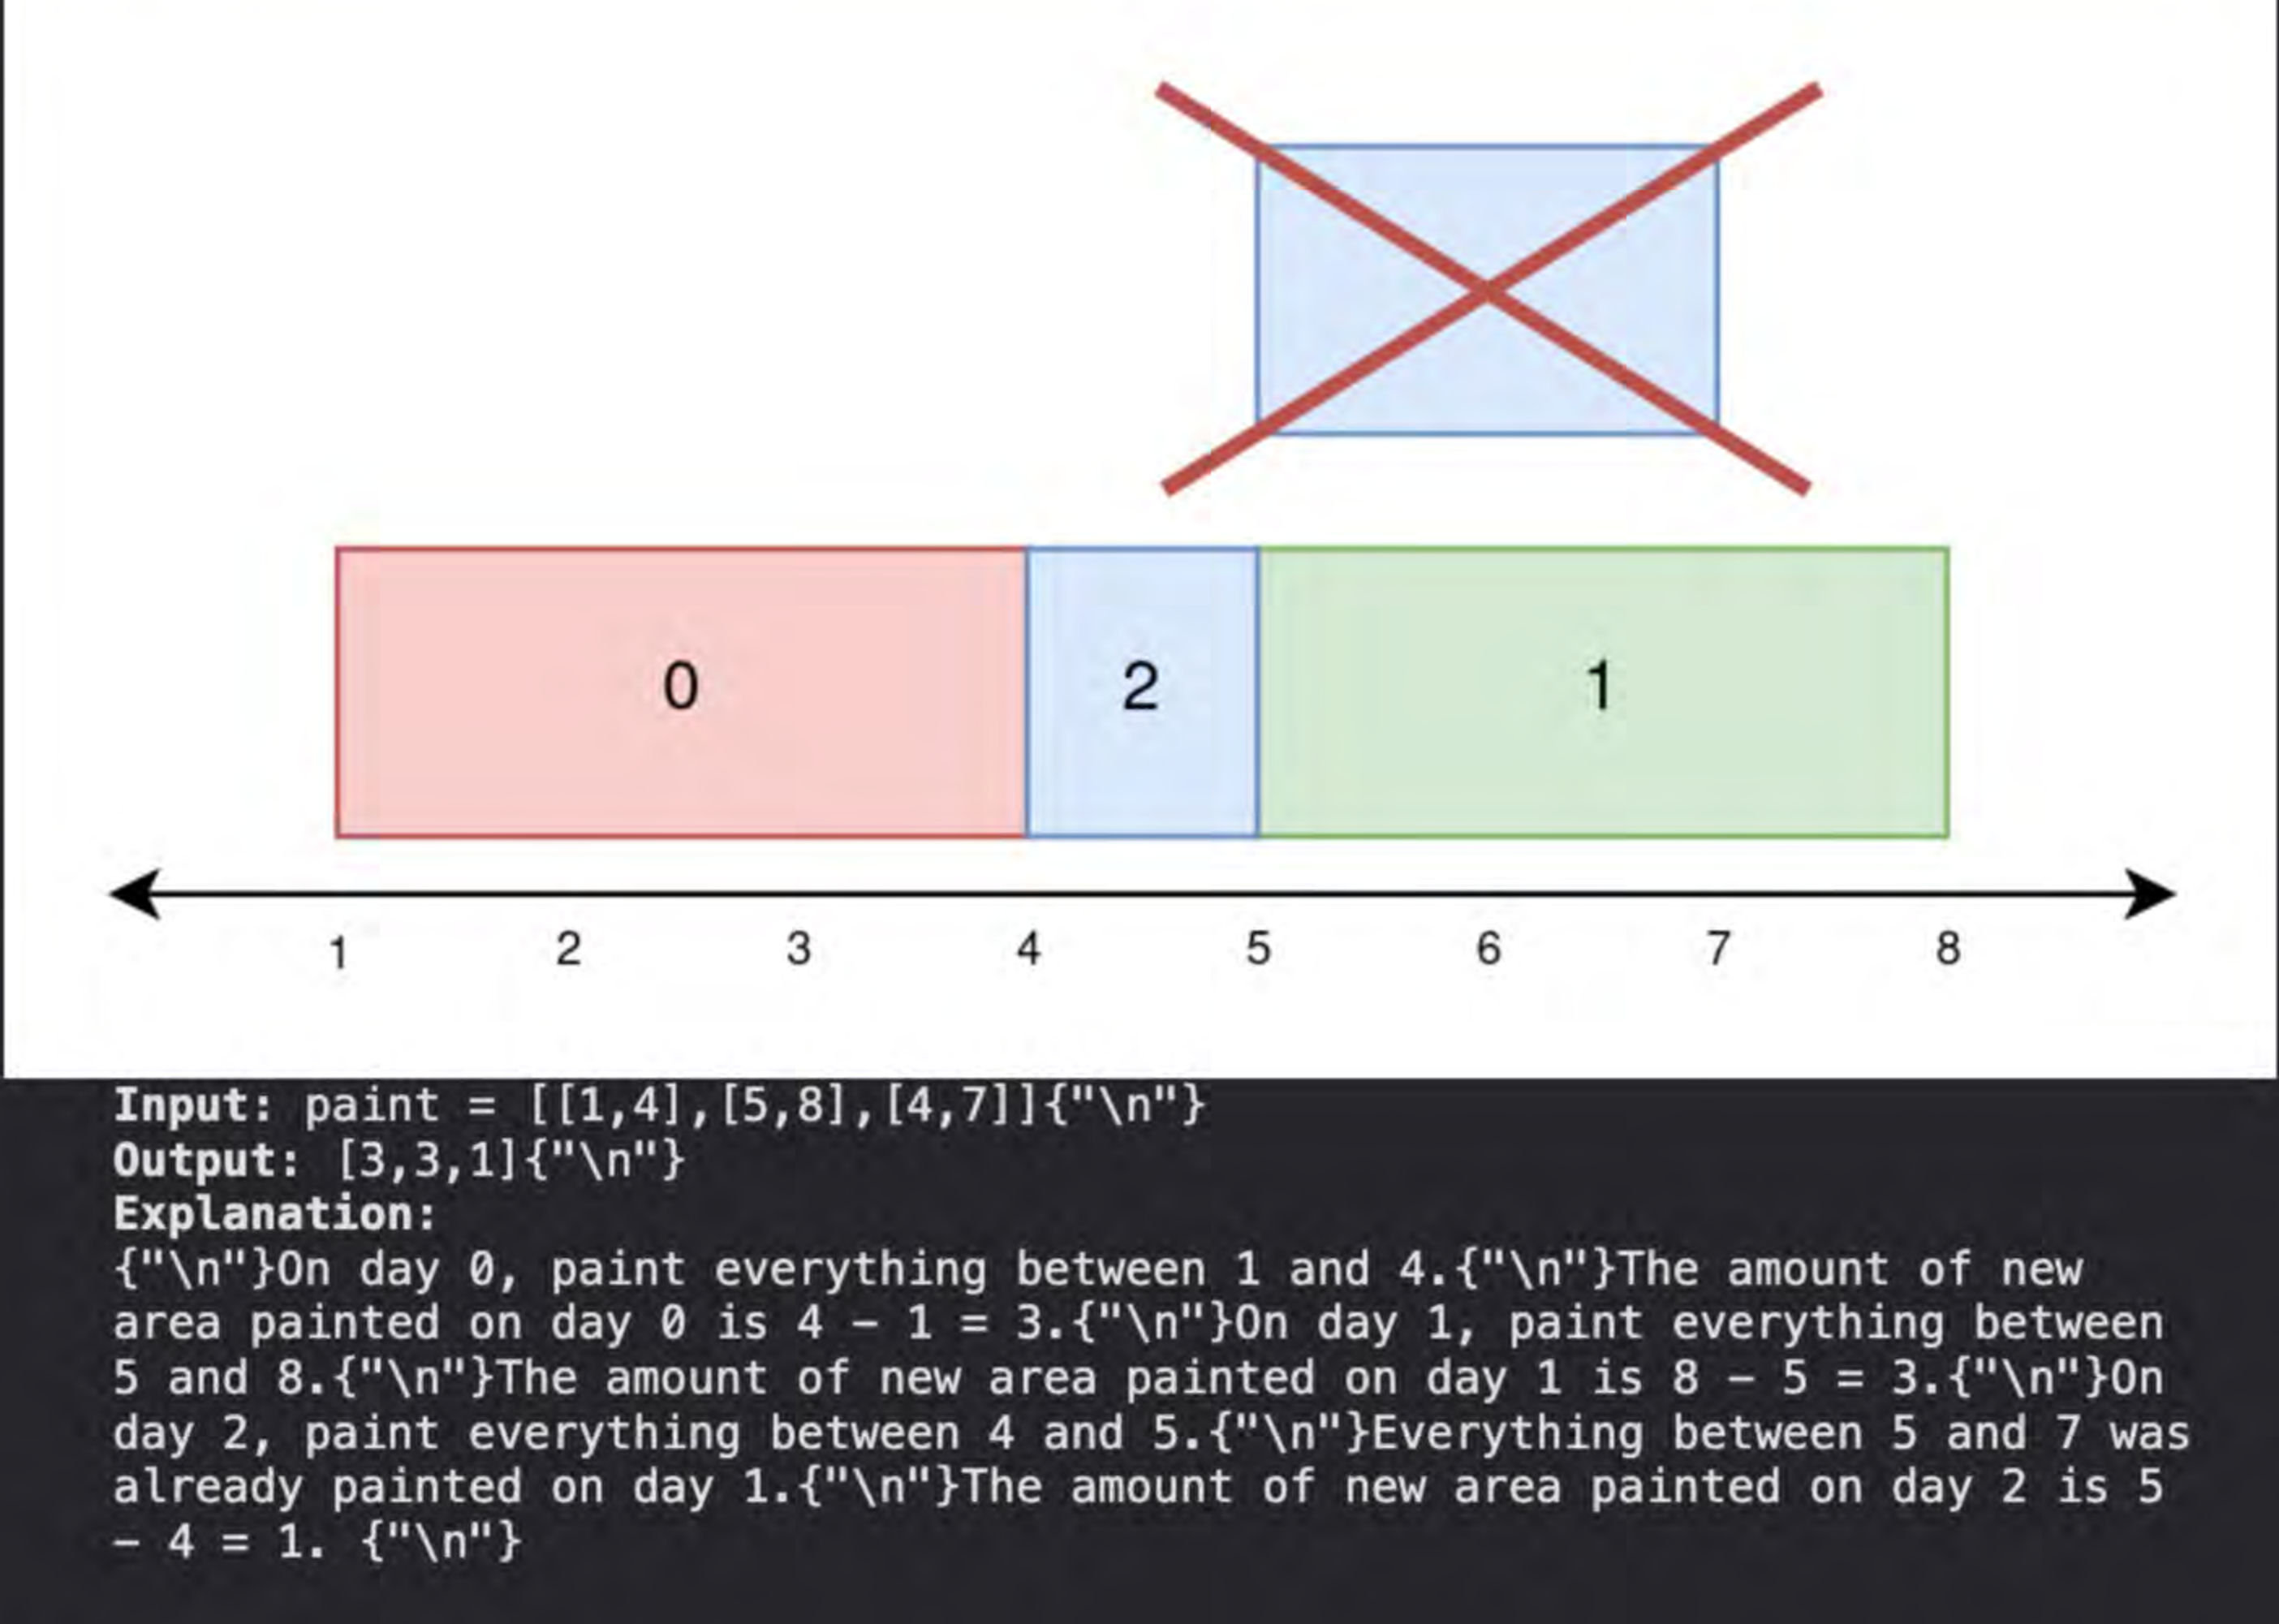 0 2 1
1 2 3 4 5 6 7 8
Input: paint = [[1,4],[5,8],[4,7]]{"\n"}
Output: [3,3,1]{"\n"}
Explanation:
{"\n"}On day 0, paint everything between 1 and 4.{"\n"}The amount of new
area painted on day 0 is 4 – 1 = 3.{"\n"}On day 1, paint everything between
5 and 8.{"\n"}The amount of new area painted on day 1 is 8 – 5 = 3.{"\n"}On
day 2, paint everything between 4 and 5.{"\n"}Everything between 5 and 7 was
already painted on day 1.{"\n"}The amount of new area painted on day 2 is 5
– 4 = 1. {"\n"}